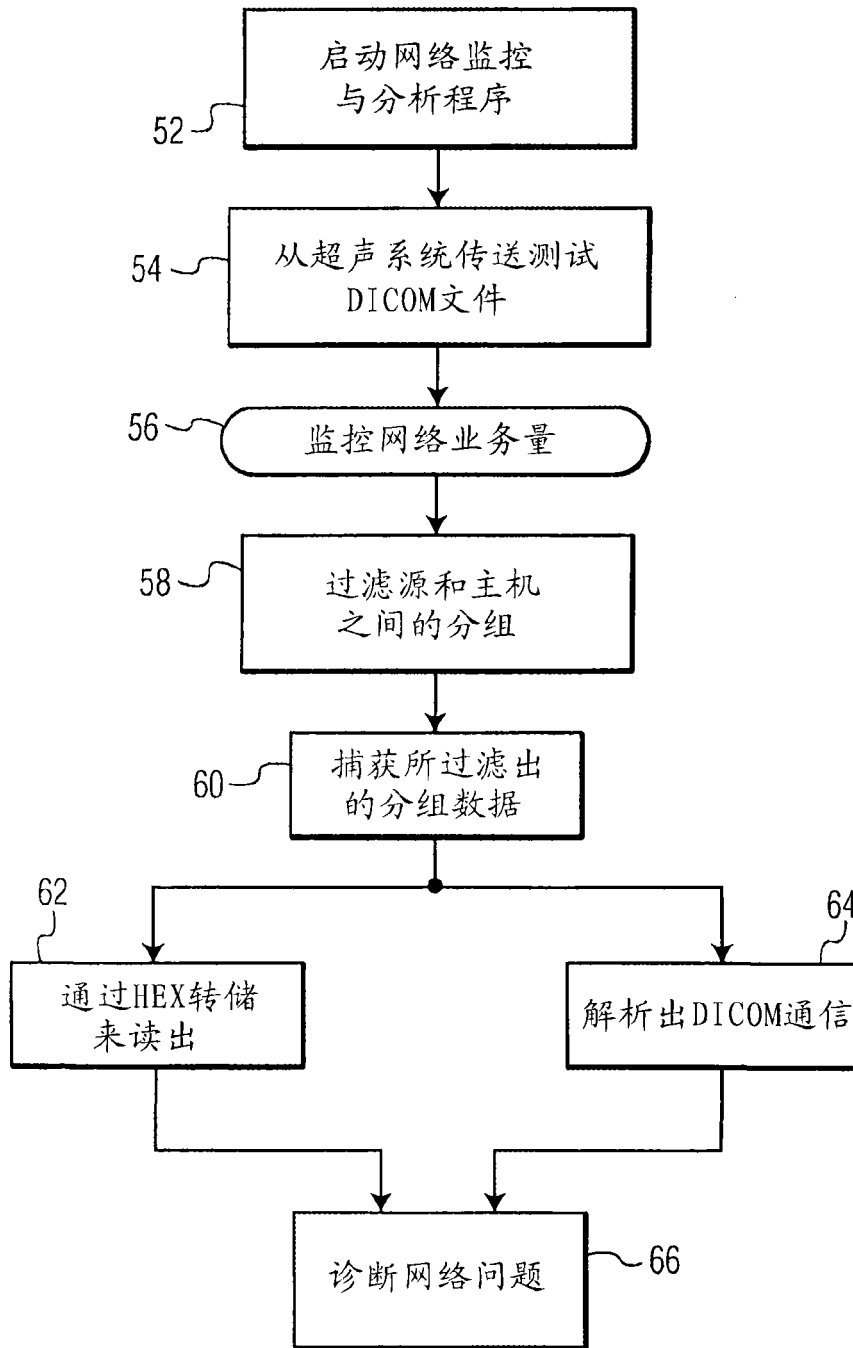 启动网络监控
与分析程序
52
从超声系统传送测试
DICOM文件
54
56
监控网络业务量
58
过滤源和主机
之间的分组
60
捕获所过滤出
的分组数据
62
64
通过HEX转储
来读出
解析出DICOM通信
诊断网络问题
66